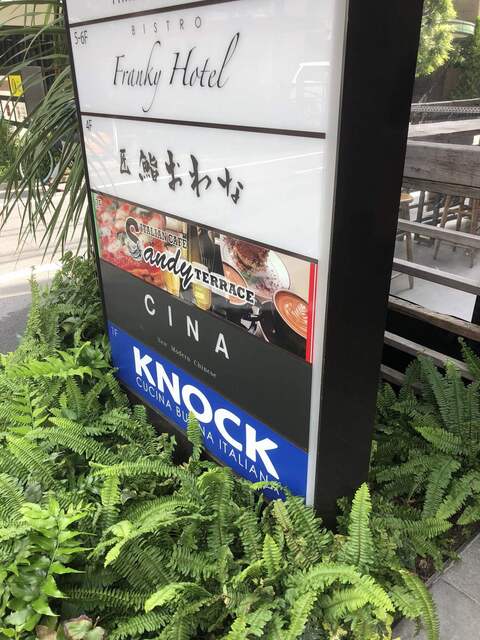 BISTRO
5-6F
Franky Hotel
4F
匠 鮨 おわな
ITALIAN CAFE
Sandy TERRACE
CINA
New Modern Chinese
1F
KNOCK
CUCINA BUONA ITALIANA